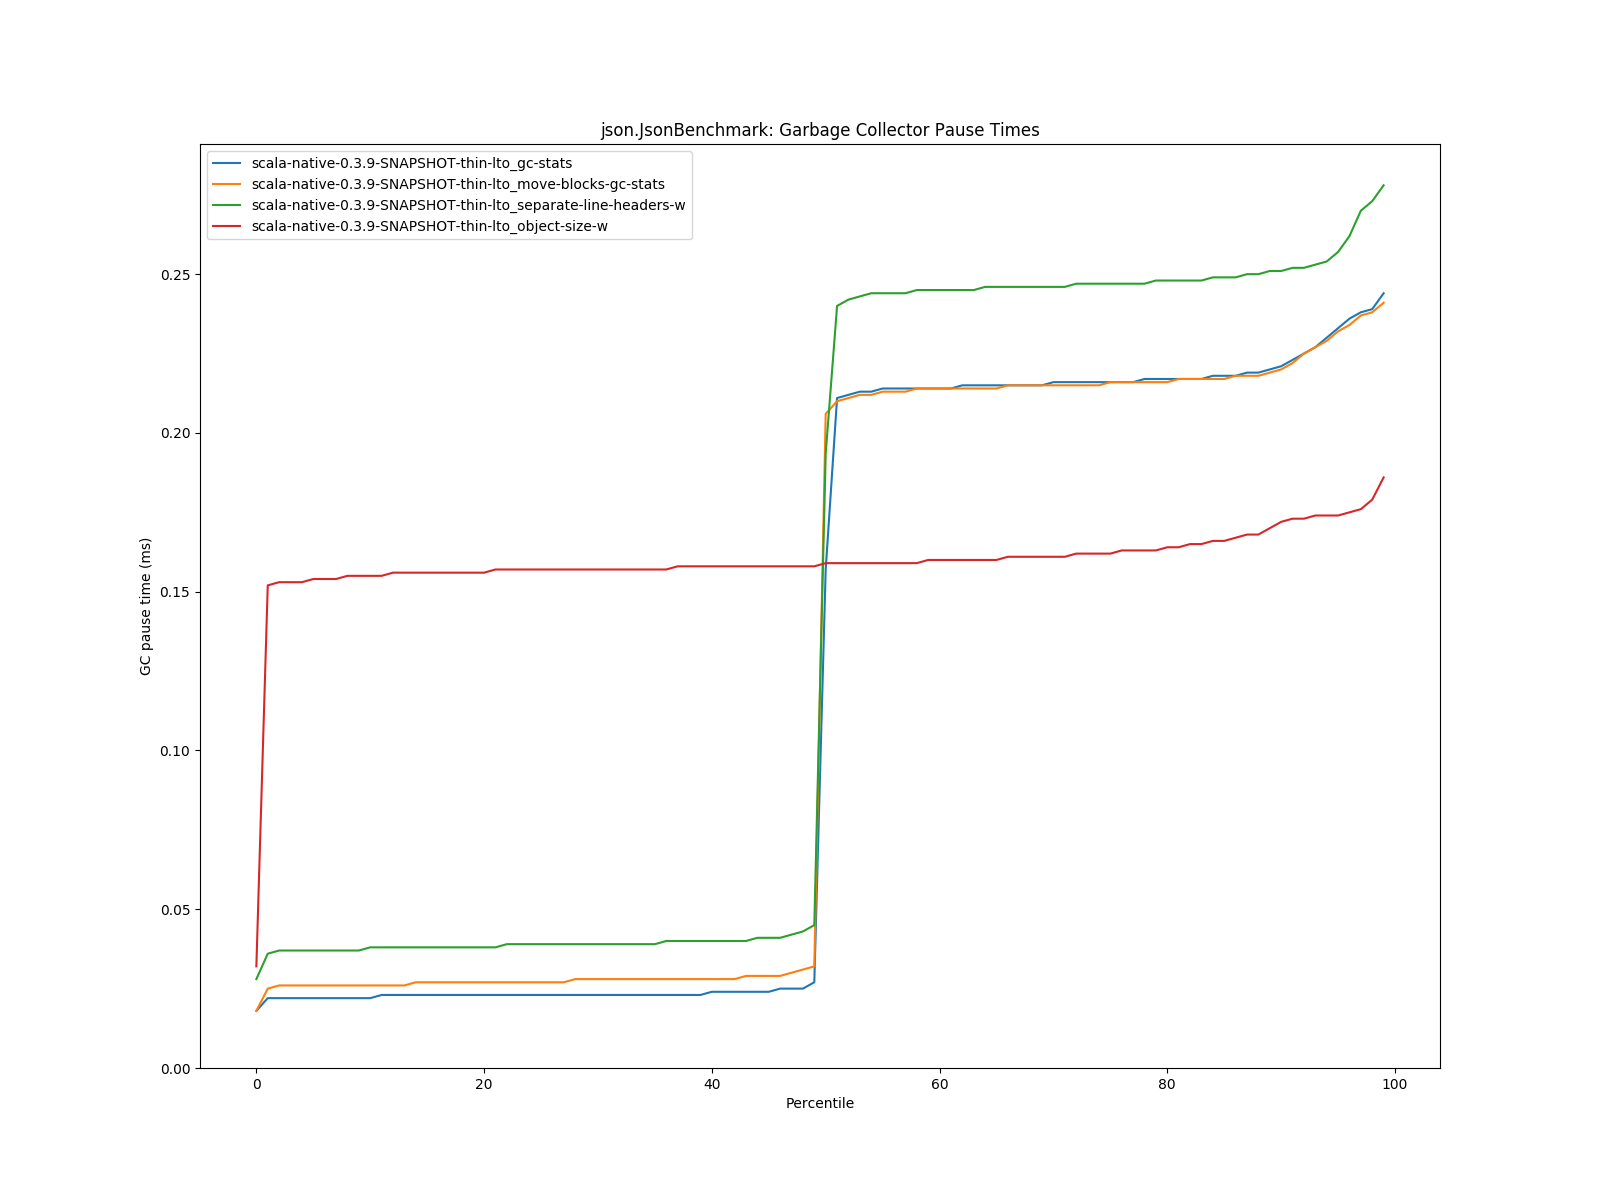 json.JsonBenchmark: Garbage Collector Pause Times
scala-native-0.3.9-SNAPSHOT-thin-lto_gc-stats
scala-native-0.3.9-SNAPSHOT-thin-lto_move-blocks-gc-stats
scala-native-0.3.9-SNAPSHOT-thin-lto_separate-line-headers-w
scala-native-0.3.9-SNAPSHOT-thin-lto_object-size-w
GC pause time (ms)
0.25
0.20
0.15
0.10
0.05
0.00
0 20 40 60 80 100
Percentile